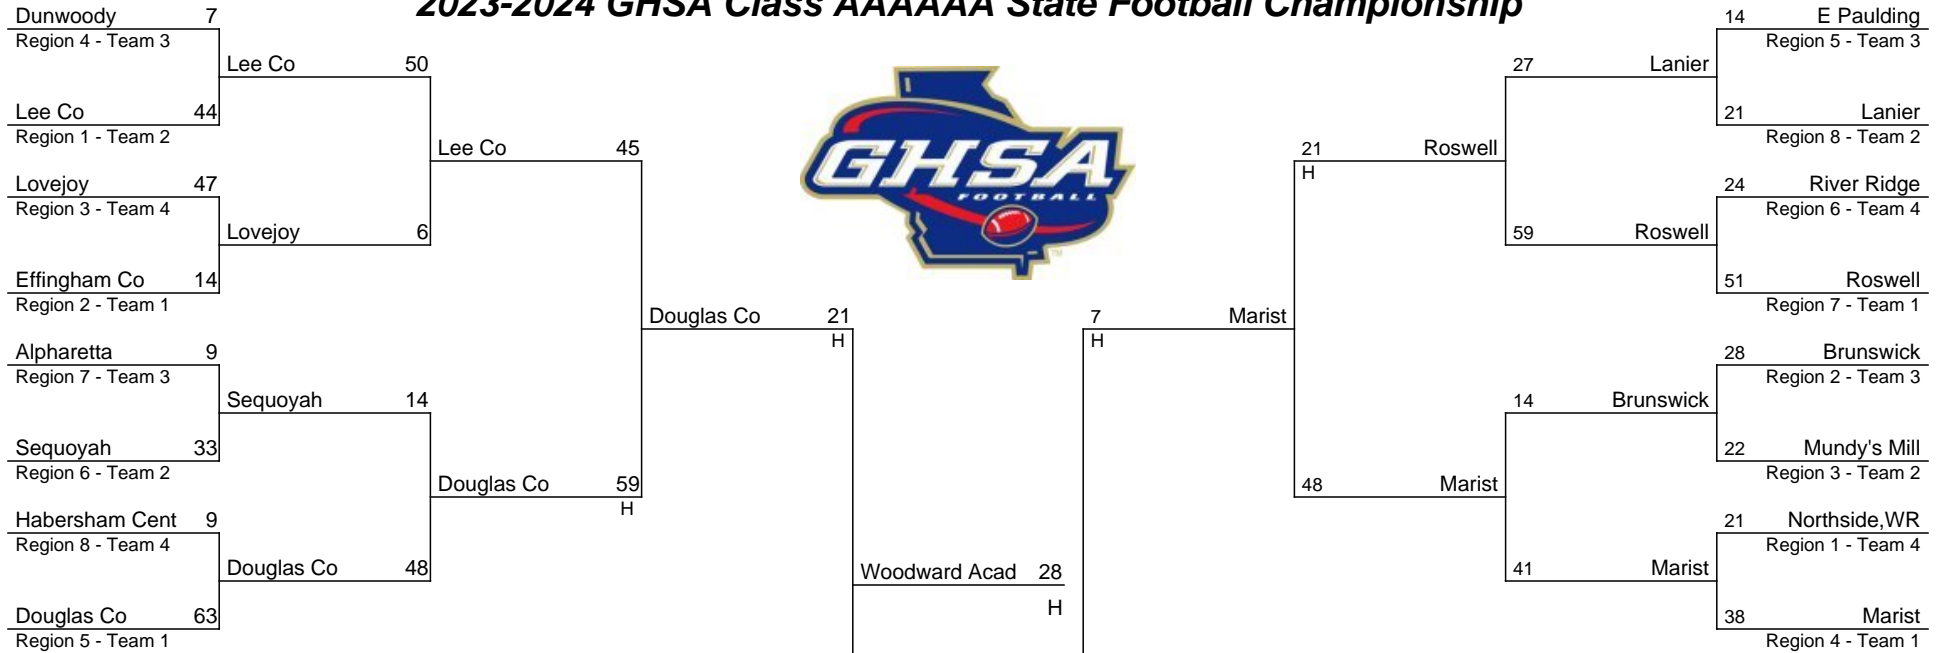 2023-2024 GHSA Class AAAAAA State Football Championship
Dunwoody 7
Region 4 - Team 3
Lee Co 50
Lee Co 44
Region 1 - Team 2
Lee Co 45
Lovejoy 47
Region 3 - Team 4
Lovejoy 6
Effingham Co 14
Region 2 - Team 1
Douglas Co 21
H
Alpharetta 9
Region 7 - Team 3
Sequoyah 14
Sequoyah 33
Region 6 - Team 2
Douglas Co 59
H
Habersham Cent 9
Region 8 - Team 4
Douglas Co 48
Douglas Co 63
Region 5 - Team 1
GHSA
FOOTBALL
TM
Woodward Acad 28
H
14 E Paulding
Region 5 - Team 3
27 Lanier
21 Lanier
Region 8 - Team 2
21 Roswell
H
24 River Ridge
Region 6 - Team 4
59 Roswell
51 Roswell
Region 7 - Team 1
7 Marist
H
28 Brunswick
Region 2 - Team 3
14 Brunswick
22 Mundy's Mill
Region 3 - Team 2
48 Marist
21 Northside,WR
Region 1 - Team 4
41 Marist
38 Marist
Region 4 - Team 1